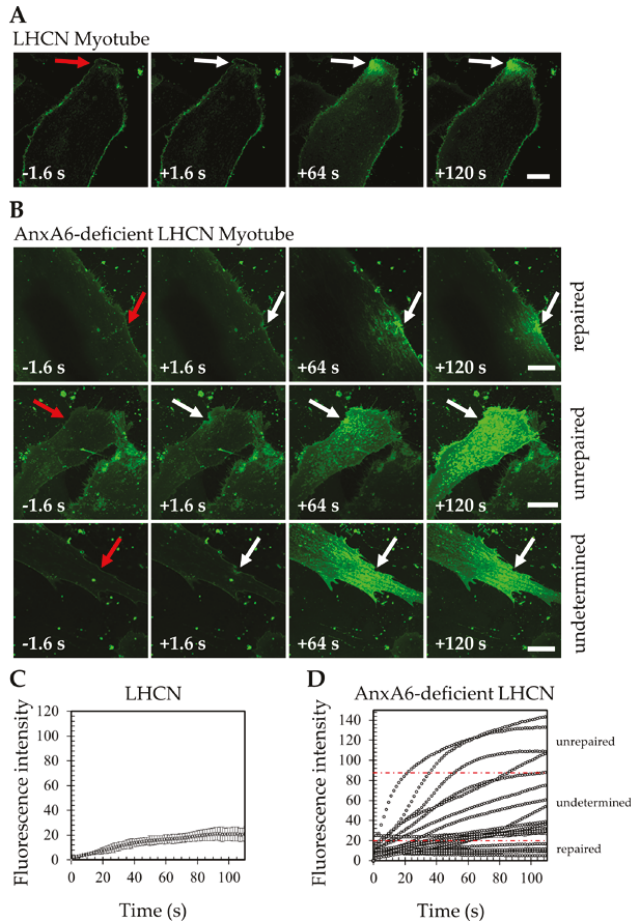 A
LHCN Myotube
-1.6 s +1.6 s +64 s +120 s
B
AnxA6-deficient LHCN Myotube
-1.6 s +1.6 s +64 s +120 s
repaired
-1.6 s +1.6 s +64 s +120 s
unrepaired
-1.6 s +1.6 s +64 s +120 s
undetermined
C
LHCN
Fluorescence intensity
120
100
80
60
40
20
0
0 20 40 60 80 100
Time (s)
D
AnxA6-deficient LHCN
Fluorescence intensity
140
120
100
80
60
40
20
0
unrepaired
undetermined
repaired
0 20 40 60 80 100
Time (s)